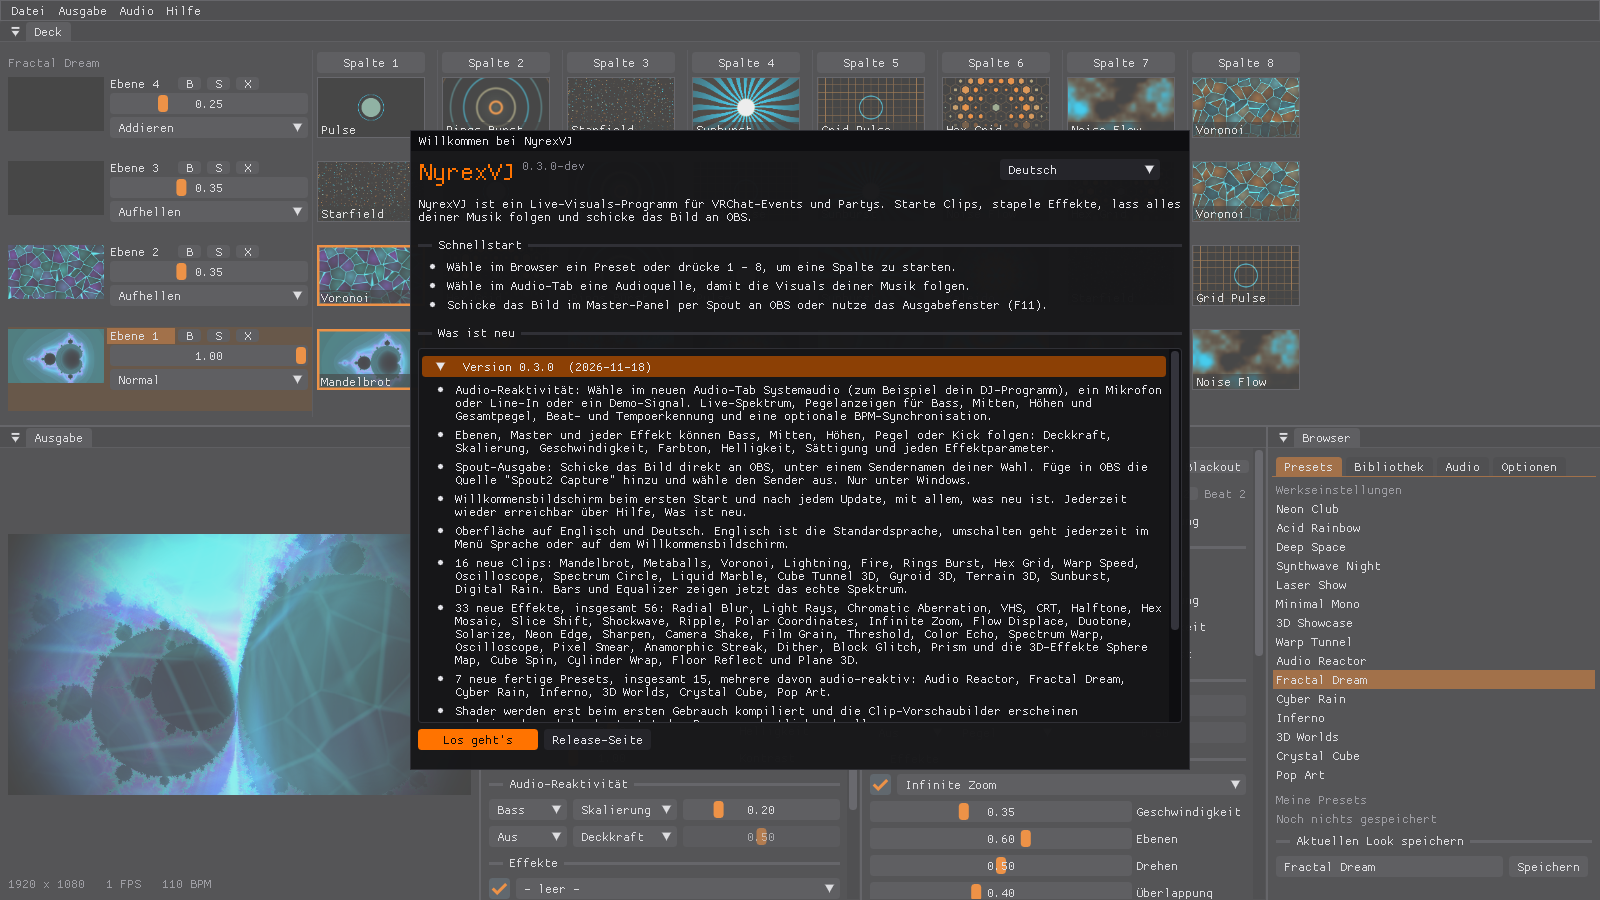 Datei Ausgabe Audio Hilfe
Deck
Fractal Dream
Spalte 1 Spalte 2 Spalte 3 Spalte 4 Spalte 5 Spalte 6 Spalte 7 Spalte 8
Ebene 4 B S X
0.25
Addieren
Pulse Rings Burst Starfield Sunburst Grid Pulse Hex Grid Noise Flow Voronoi
Ebene 3 B S X
0.35
Aufhellen
Starfield
Voronoi
Ebene 2 B S X
0.35
Aufhellen
Voronoi
Grid Pulse
Ebene 1 B S X
1.00
Normal
Mandelbrot
Noise Flow
Willkommen bei NyrexVJ
NyrexVJ 0.3.0-dev
Deutsch
NyrexVJ ist ein Live-Visuals-Programm für VRChat-Events und Partys. Starte Clips, stapele Effekte, lass alles
deiner Musik folgen und schicke das Bild an OBS.
Schnellstart
Wähle im Browser ein Preset oder drücke 1 - 8, um eine Spalte zu starten.
Wähle im Audio-Tab eine Audioquelle, damit die Visuals deiner Musik folgen.
Schicke das Bild im Master-Panel per Spout an OBS oder nutze das Ausgabefenster (F11).
Was ist neu
Version 0.3.0 (2026-11-18)
Audio-Reaktivität: Wähle im neuen Audio-Tab Systemaudio (zum Beispiel dein DJ-Programm), ein Mikrofon
oder Line-In oder ein Demo-Signal. Live-Spektrum, Pegelanzeigen für Bass, Mitten, Höhen und
Gesamtpegel, Beat- und Tempoerkennung und eine optionale BPM-Synchronisation.
Ebenen, Master und jeder Effekt können Bass, Mitten, Höhen, Pegel oder Kick folgen: Deckkraft,
Skalierung, Geschwindigkeit, Farbton, Helligkeit, Sättigung und jeden Effektparameter.
Spout-Ausgabe: Schicke das Bild direkt an OBS, unter einem Sendernamen deiner Wahl. Füge in OBS die
Quelle "Spout2 Capture" hinzu und wähle den Sender aus. Nur unter Windows.
Willkommensbildschirm beim ersten Start und nach jedem Update, mit allem, was neu ist. Jederzeit
wieder erreichbar über Hilfe, Was ist neu.
Oberfläche auf Englisch und Deutsch. Englisch ist die Standardsprache, umschalten geht jederzeit im
Menü Sprache oder auf dem Willkommensbildschirm.
16 neue Clips: Mandelbrot, Metaballs, Voronoi, Lightning, Fire, Rings Burst, Hex Grid, Warp Speed,
Oscilloscope, Spectrum Circle, Liquid Marble, Cube Tunnel 3D, Gyroid 3D, Terrain 3D, Sunburst,
Digital Rain. Bars und Equalizer zeigen jetzt das echte Spektrum.
33 neue Effekte, insgesamt 56: Radial Blur, Light Rays, Chromatic Aberration, VHS, CRT, Halftone, Hex
Mosaic, Slice Shift, Shockwave, Ripple, Polar Coordinates, Infinite Zoom, Flow Displace, Duotone,
Solarize, Neon Edge, Sharpen, Camera Shake, Film Grain, Threshold, Color Echo, Spectrum Warp,
Oscilloscope, Pixel Smear, Anamorphic Streak, Dither, Block Glitch, Prism und die 3D-Effekte Sphere
Map, Cube Spin, Cylinder Wrap, Floor Reflect und Plane 3D.
7 neue fertige Presets, insgesamt 15, mehrere davon audio-reaktiv: Audio Reactor, Fractal Dream,
Cyber Rain, Inferno, 3D Worlds, Crystal Cube, Pop Art.
Shader werden erst beim ersten Gebrauch kompiliert und die Clip-Vorschaubilder erscheinen
Los geht's Release-Seite
Ausgabe
1920 x 1080 1 FPS 110 BPM
Audio-Reaktivität
Bass Skalierung 0.20
Aus Deckkraft 0.50
Effekte
- leer -
Blackout
Beat 2
Infinite Zoom
0.35 Geschwindigkeit
0.60 Ebenen
0.50 Drehen
0.40 Überlappung
Browser
Presets Bibliothek Audio Optionen
Werkseinstellungen
Neon Club
Acid Rainbow
Deep Space
Synthwave Night
Laser Show
Minimal Mono
3D Showcase
Warp Tunnel
Audio Reactor
Fractal Dream
Cyber Rain
Inferno
3D Worlds
Crystal Cube
Pop Art
Meine Presets
Noch nichts gespeichert
Aktuellen Look speichern
Fractal Dream Speichern